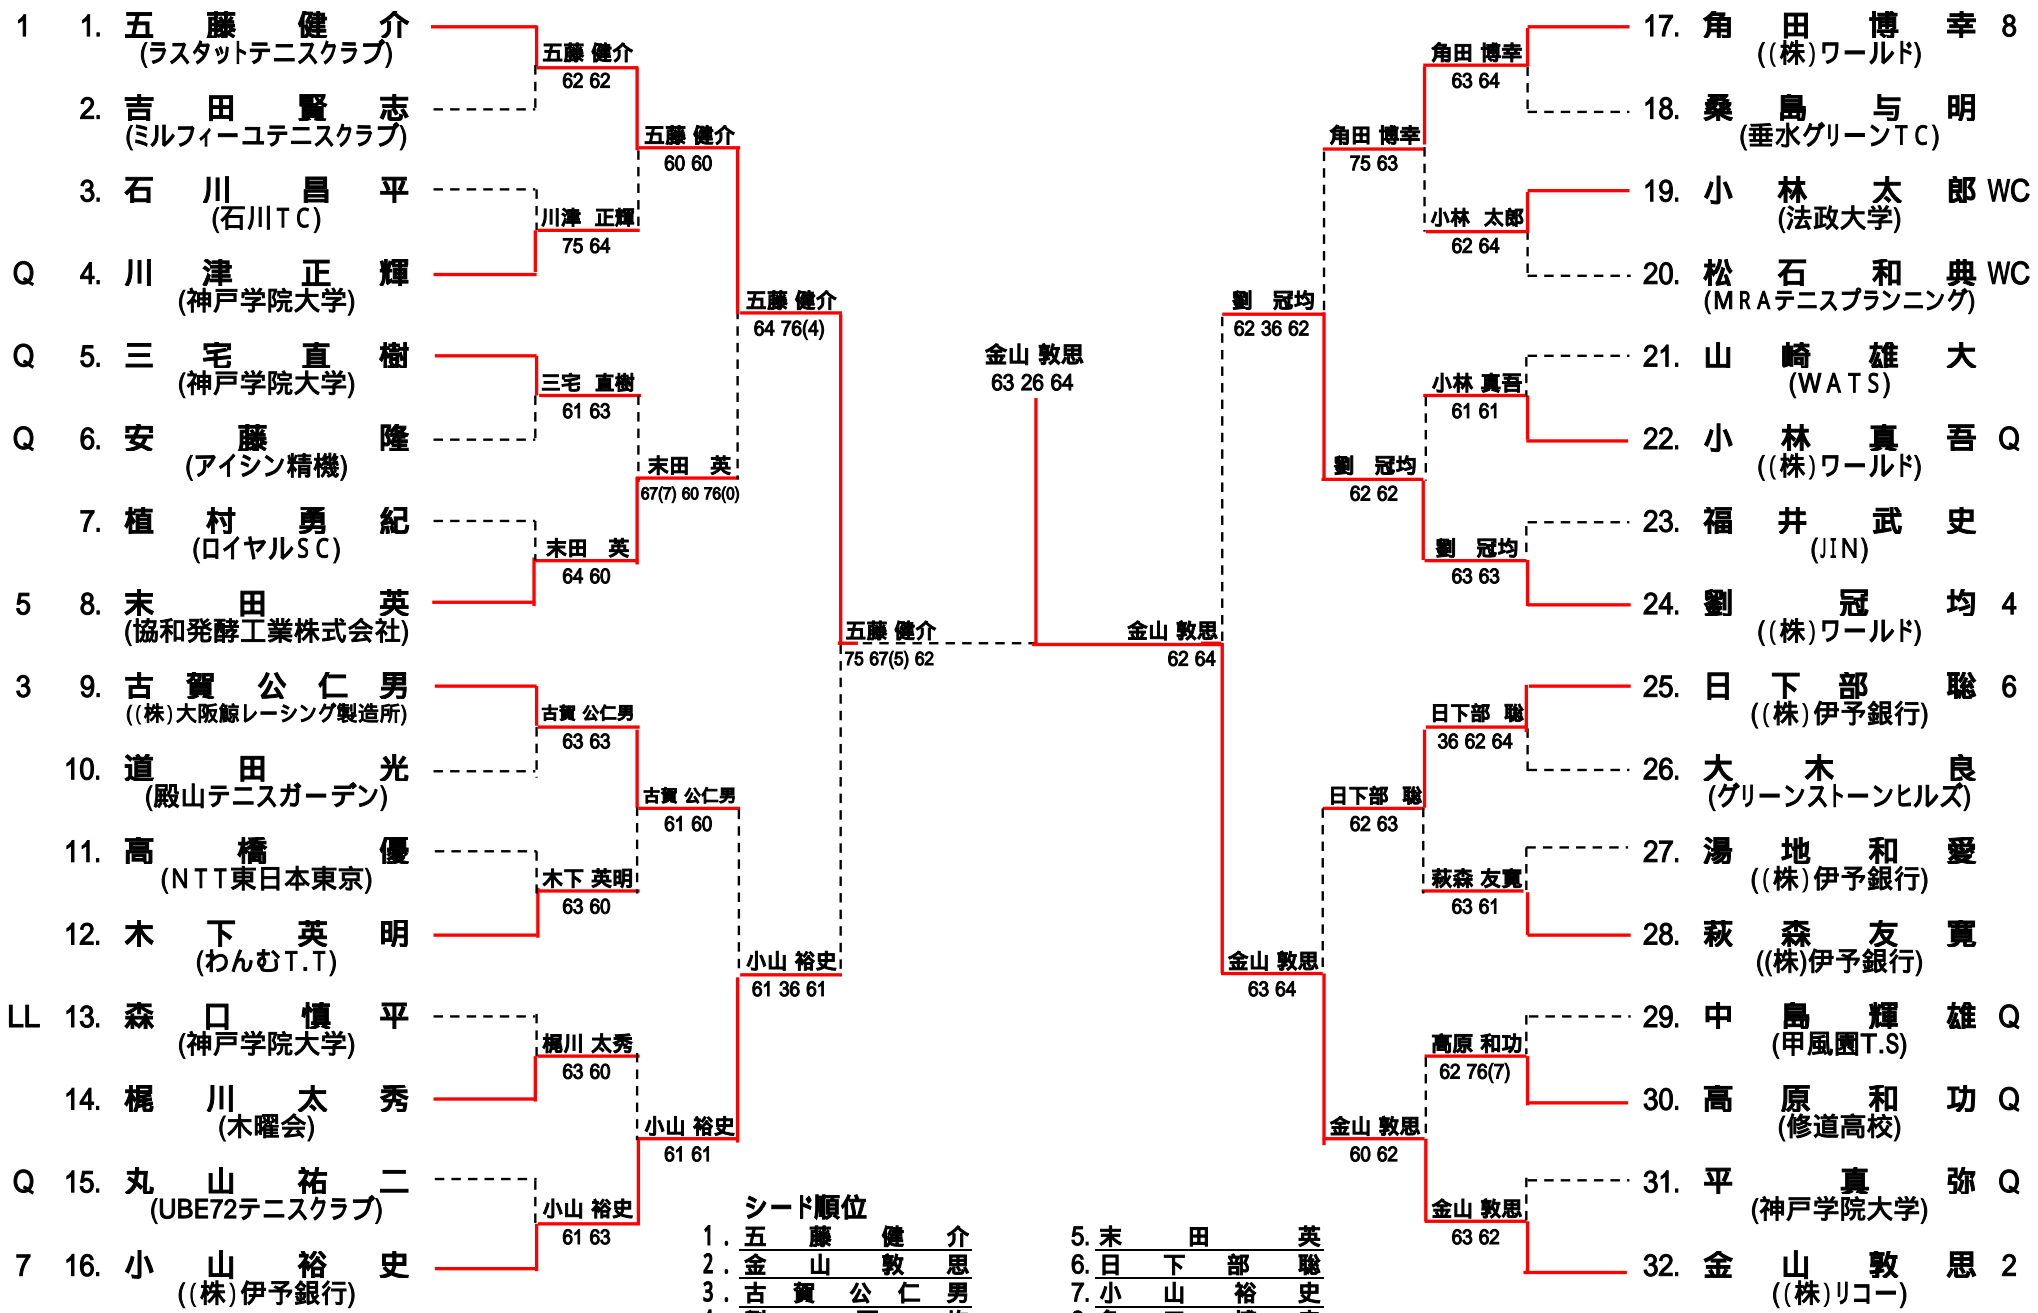 1 1. 五藤健介
(ラスタットテニスクラブ)
2. 吉田賢志
(ミルフィーユテニスクラブ)
3. 石川昌平
(石川TC)
Q 4. 川津正輝
(神戸学院大学)
Q 5. 三宅直樹
(神戸学院大学)
Q 6. 安藤隆
(アイシン精機)
7. 植村勇紀
(ロイヤルSC)
5 8. 末田英
(協和発酵工業株式会社)
3 9. 古賀公仁男
((株)大阪鯨レーシング製造所)
10. 道田光
(殿山テニスガーデン)
11. 高橋優
(NTT東日本東京)
12. 木下英明
(わんむT.T)
LL 13. 森口慎平
(神戸学院大学)
14. 梶川太秀
(木曜会)
Q 15. 丸山祐二
(UBE72テニスクラブ)
7 16. 小山裕史
((株)伊予銀行)
五藤 健介
62 62
川津 正輝
75 64
三宅 直樹
61 63
末田 英
64 60
古賀 公仁男
63 63
木下 英明
63 60
梶川 太秀
63 60
小山 裕史
61 63
五藤 健介
60 60
末田 英
67(7) 60 76(0)
古賀 公仁男
61 60
小山 裕史
61 61
五藤 健介
64 76(4)
小山 裕史
61 36 61
五藤 健介
75 67(5) 62
金山 敦思
63 26 64
金山 敦思
62 64
劉 冠均
62 36 62
金山 敦思
63 64
角田 博幸
75 63
劉 冠均
62 62
日下部 聡
62 63
金山 敦思
60 62
角田 博幸
63 64
小林 太郎
62 64
小林 真吾
61 61
劉 冠均
63 63
日下部 聡
36 62 64
萩森 友寛
63 61
高原 和功
62 76(7)
金山 敦思
63 62
17. 角田博幸 8
((株)ワールド)
18. 桑島与明
(垂水グリーンTC)
19. 小林太郎 WC
(法政大学)
20. 松石和典 WC
(MRAテニスプランニング)
21. 山崎雄大
(WATS)
22. 小林真吾 Q
((株)ワールド)
23. 福井武史
(JIN)
24. 劉冠均 4
((株)ワールド)
25. 日下部聡 6
((株)伊予銀行)
26. 大木良
(グリーンストーンヒルズ)
27. 湯地和愛
((株)伊予銀行)
28. 萩森友寛
((株)伊予銀行)
29. 中島輝雄 Q
(甲風園T.S)
30. 高原和功 Q
(修道高校)
31. 平真弥 Q
(神戸学院大学)
32. 金山敦思 2
((株)リコー)
シード順位
1. 五藤健介
2. 金山敦思
3. 古賀公仁男
5. 末田英
6. 日下部聡
7. 小山裕史